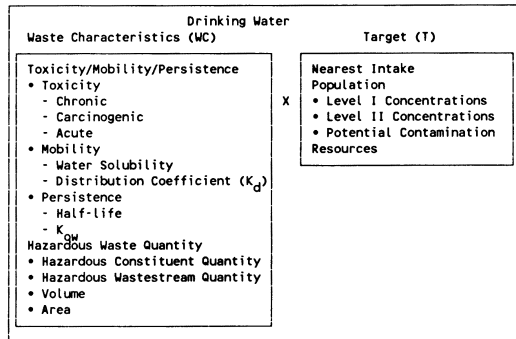 Drinking Water
Waste Characteristics (WC)
Target (T)
Toxicity/Mobility/Persistence
• Toxicity
- Chronic
- Carcinogenic
- Acute
• Mobility
- Water Solubility
- Distribution Coefficient (Kd)
• Persistence
- Half-life
- Kow
Hazardous Waste Quantity
• Hazardous Constituent Quantity
• Hazardous Wastestream Quantity
• Volume
• Area
X
Nearest Intake
Population
• Level I Concentrations
• Level II Concentrations
• Potential Contamination
Resources